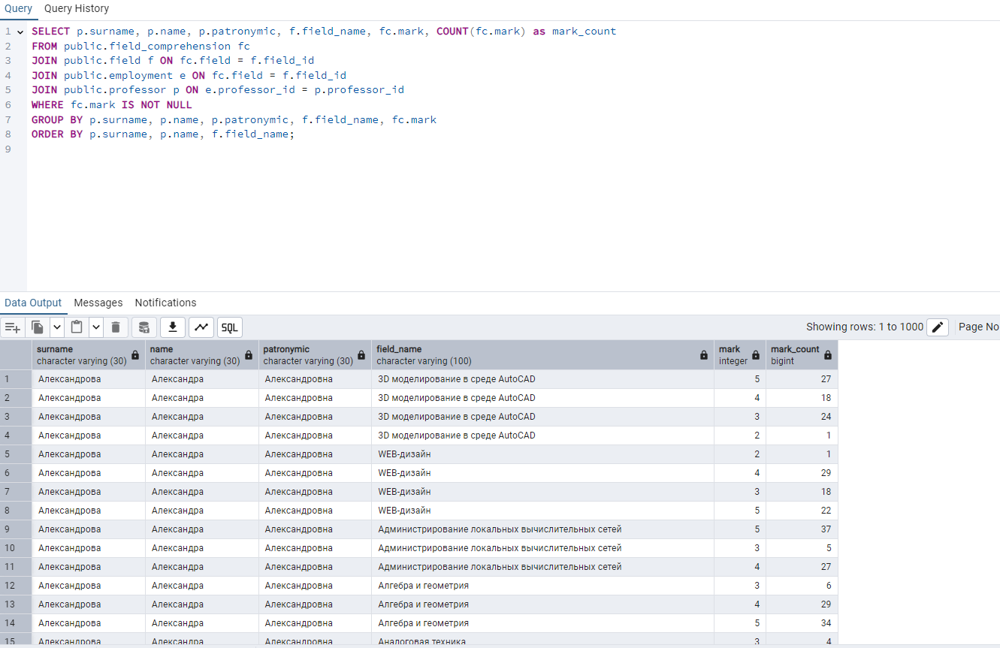 Query Query History
1 SELECT p.surname, p.name, p.patronymic, f.field_name, fc.mark, COUNT(fc.mark) as mark_count
2 FROM public.field_comprehension fc
3 JOIN public.field f ON fc.field = f.field_id
4 JOIN public.employment e ON fc.field = f.field_id
5 JOIN public.professor p ON e.professor_id = p.professor_id
6 WHERE fc.mark IS NOT NULL
7 GROUP BY p.surname, p.name, p.patronymic, f.field_name, fc.mark
8 ORDER BY p.surname, p.name, f.field_name;
9
Data Output Messages Notifications
SQL Showing rows: 1 to 1000 Page No
surname name patronymic field_name mark mark_count
character varying (30) character varying (30) character varying (30) character varying (100) integer bigint
1 Александрова Александра Александровна 3D моделирование в среде AutoCAD 5 27
2 Александрова Александра Александровна 3D моделирование в среде AutoCAD 4 18
3 Александрова Александра Александровна 3D моделирование в среде AutoCAD 3 24
4 Александрова Александра Александровна 3D моделирование в среде AutoCAD 2 1
5 Александрова Александра Александровна WEB-дизайн 2 1
6 Александрова Александра Александровна WEB-дизайн 4 29
7 Александрова Александра Александровна WEB-дизайн 3 18
8 Александрова Александра Александровна WEB-дизайн 5 22
9 Александрова Александра Александровна Администрирование локальных вычислительных сетей 5 37
10 Александрова Александра Александровна Администрирование локальных вычислительных сетей 3 5
11 Александрова Александра Александровна Администрирование локальных вычислительных сетей 4 27
12 Александрова Александра Александровна Алгебра и геометрия 3 6
13 Александрова Александра Александровна Алгебра и геометрия 4 29
14 Александрова Александра Александровна Алгебра и геометрия 5 34
15 Александрова Александра Александровна Аналоговая техника 3 4